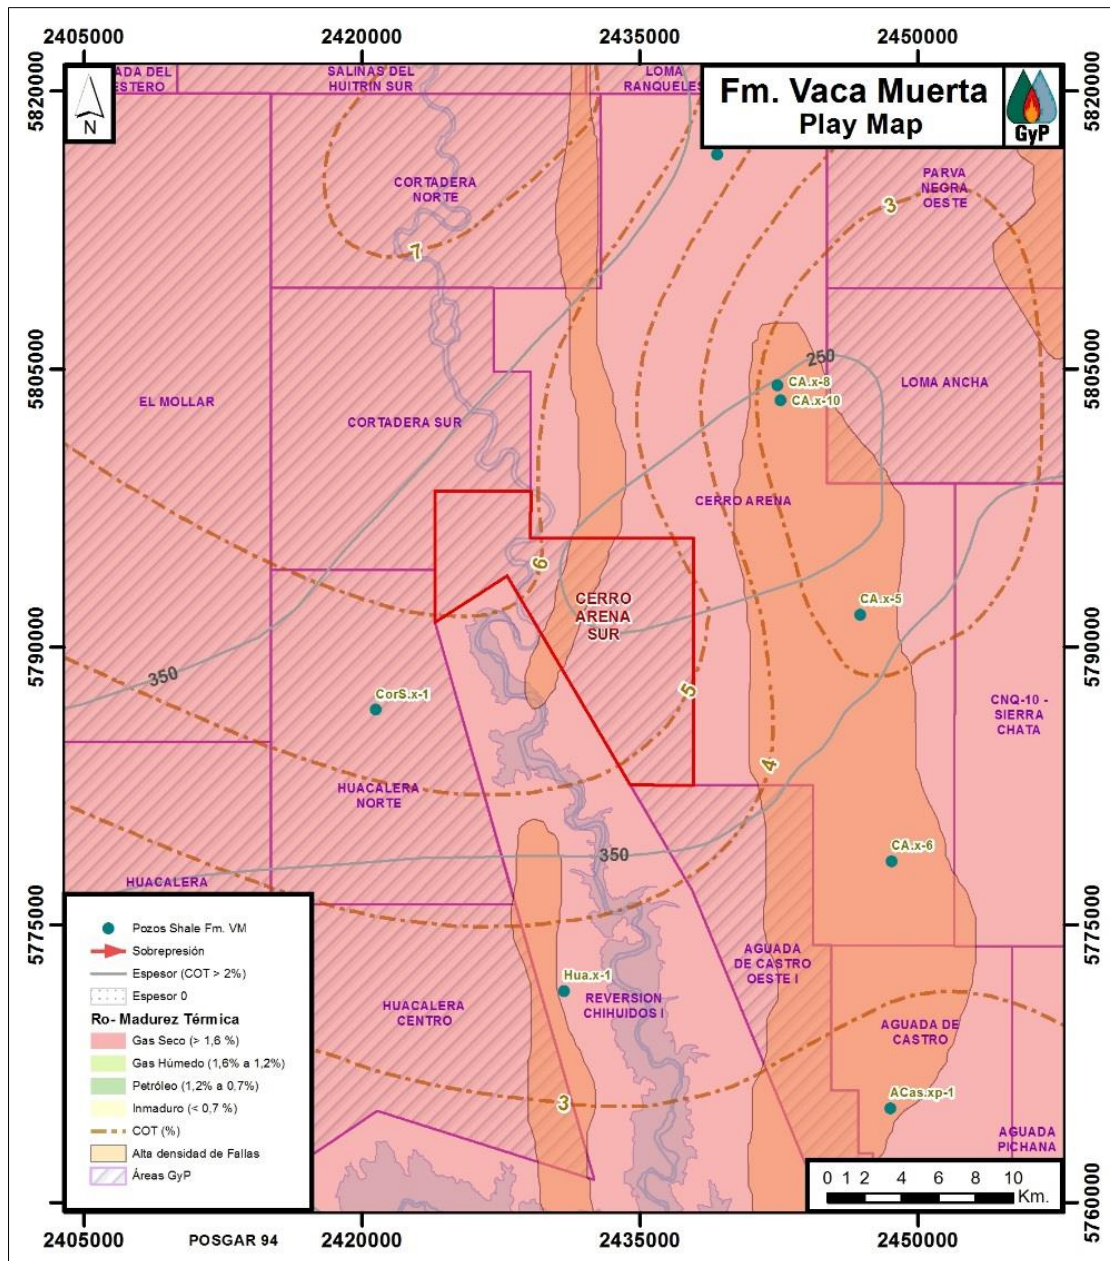 2405000
2420000
2435000
2450000
5820000
5805000
5790000
5775000
5760000
5820000
5805000
5790000
5775000
5760000
N
Fm. Vaca Muerta
Play Map
GyP
ADA DEL
ESTERO
SALINAS DEL
HUITRIN SUR
LOMA
RANQUELES
CORTADERA
NORTE
PARVA
NEGRA
OESTE
7
3
250
CA.x-8
CA.x-10
LOMA ANCHA
EL MOLLAR
CORTADERA SUR
CERRO ARENA
6
CERRO
ARENA
SUR
CA.x-5
350
CorS.x-1
5
CNQ-10 -
SIERRA
CHATA
4
HUACALERA
NORTE
350
CA.x-6
HUACALERA
AGUADA
DE CASTRO
OESTE I
Hua.x-1
REVERSION
CHIHUIDOS I
HUACALERA
CENTRO
AGUADA DE
CASTRO
3
ACas.xp-1
AGUADA
PICHANA
Pozos Shale Fm. VM
Sobrepresión
Espesor (COT > 2%)
Espesor 0
Ro- Madurez Térmica
Gas Seco (> 1,6 %)
Gas Húmedo (1,6% a 1,2%)
Petróleo (1,2% a 0,7%)
Inmaduro (< 0,7 %)
COT (%)
Alta densidad de Fallas
Áreas GyP
0 1 2 4 6 8 10
Km.
2405000
POSGAR 94
2420000
2435000
2450000